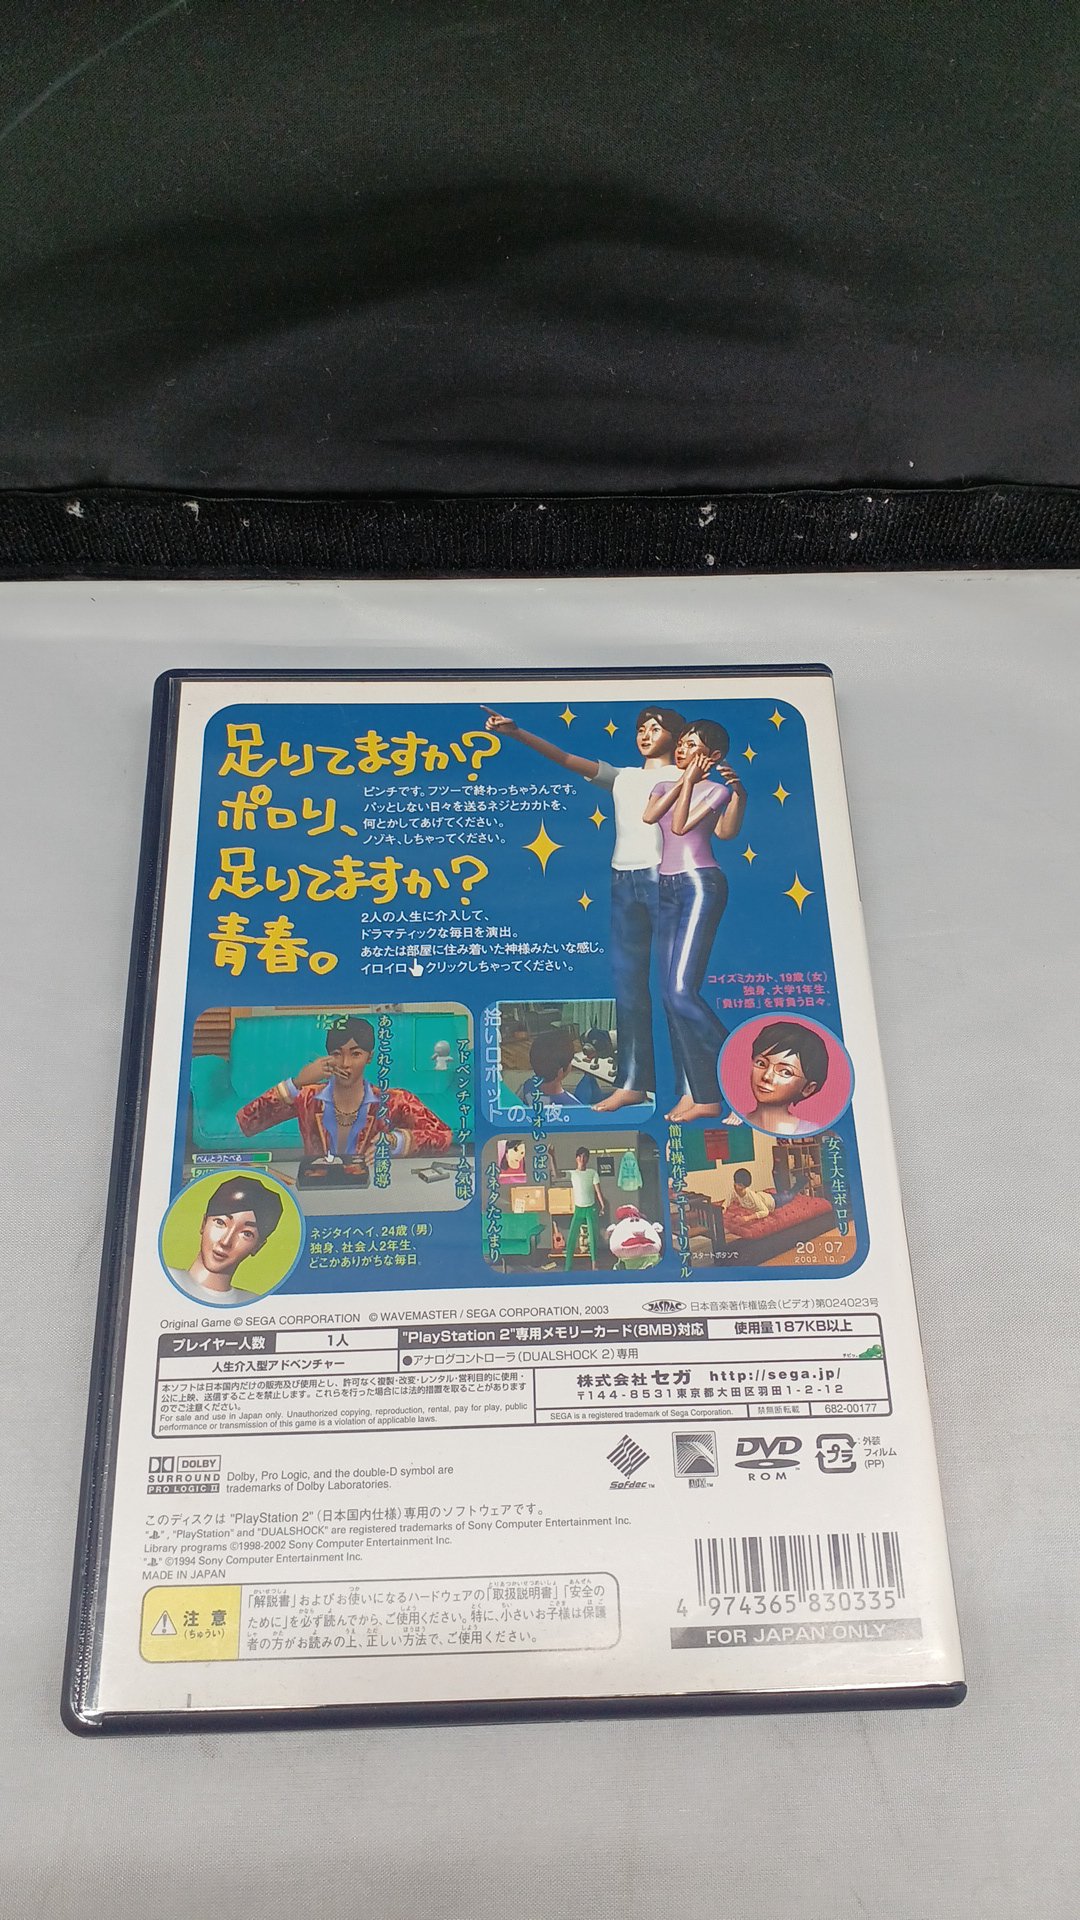 足りてますか?
ポロリ、
ピンチです。フツーで終わっちゃうんです。
パッとしない日々を送るネジとカカトを、
何とかしてあげてください。
ノゾキ、しちゃってください。
足りてますか?
青春。
2人の人生に介入して、
ドラマティックな毎日を演出。
あなたは部屋に住み着いた神様みたいな感じ。
イロイロクリックしちゃってください。
コイズミカカト、19歳(女)
独身、大学1年生、
「負け感」を背負う日々。
あれこれクリック、人生誘導
アドベンチャーゲーム気味
べんとうたべる
拾いロボット
の、夜。
シナリオいっぱい
小ネタたんまり
簡単操作チュートリアル
女子大生ポロリ
スタートボタンで
20:07
2002.10.7
ネジタイヘイ、24歳(男)
独身、社会人2年生、
どこかありがちな毎日、
Original Game © SEGA CORPORATION © WAVEMASTER / SEGA CORPORATION, 2003
JASRAC 日本音楽著作権協会(ビデオ)第024023号
プレイヤー人数 1人 "PlayStation 2"専用メモリーカード(8MB)対応 使用量187KB以上
人生介入型アドベンチャー ●アナログコントローラ(DUALSHOCK 2)専用
本ソフトは日本国内だけの販売及び使用とし、許可なく複製・改変・レンタル・営利目的に使用・
公に上映、送信することを禁止します。これらを行った場合には法的措置を取ることがあります
のでご注意ください。
For sale and use in Japan only. Unauthorized copying, reproduction, rental, pay for play, public
performance or transmission of this game is a violation of applicable laws.
株式会社セガ http://sega.jp/
〒144-8531東京都大田区羽田1-2-12
SEGA is a registered trademark of Sega Corporation. 禁無断転載 682-00177
DOLBY
SURROUND
PRO LOGIC II
Dolby, Pro Logic, and the double-D symbol are
trademarks of Dolby Laboratories.
Sofdec™
DVD
ROM
プラ
:外装
フィルム
(PP)
このディスクは "PlayStation 2" (日本国内仕様) 専用のソフトウェアです。
" ", "PlayStation" and "DUALSHOCK" are registered trademarks of Sony Computer Entertainment Inc.
Library programs ©1998-2002 Sony Computer Entertainment Inc.
" " ©1994 Sony Computer Entertainment Inc.
MADE IN JAPAN
注意
(ちゅうい)
「解説書」およびお使いになるハードウェアの「取扱説明書」「安全の
ために」を必ず読んでから、ご使用ください。特に、小さいお子様は保護
者の方がお読みの上、正しい方法で、ご使用ください。
4 974365 830335
FOR JAPAN ONLY